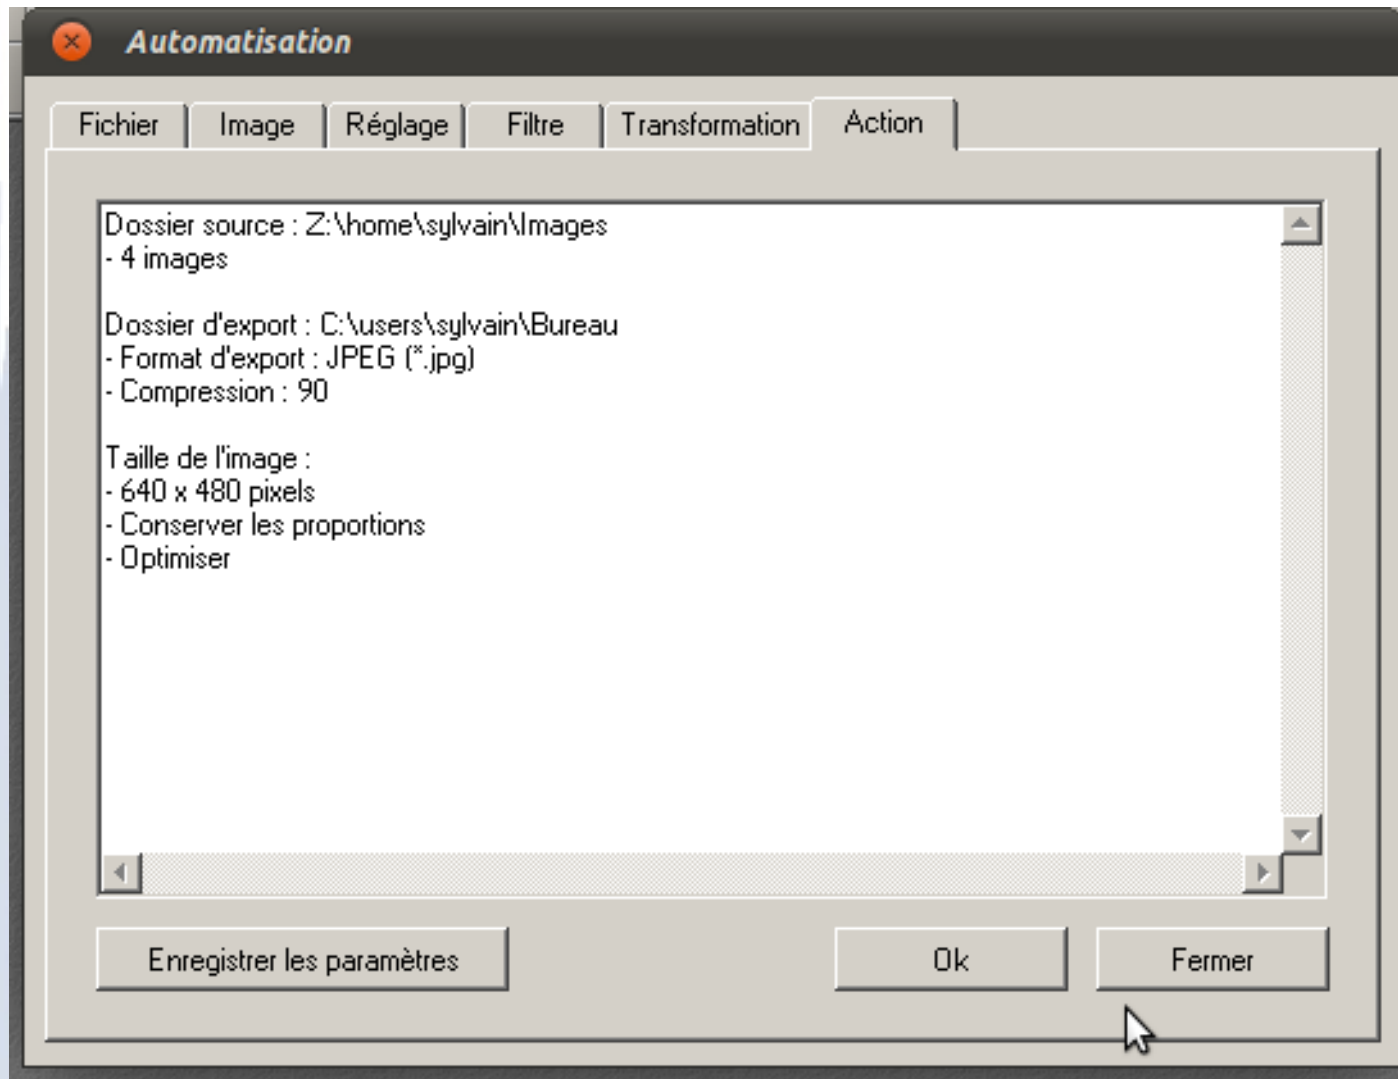 Automatisation
Fichier Image Réglage Filtre Transformation Action
Dossier source : Z:\home\sylvain\Images
- 4 images
Dossier d'export : C:\users\sylvain\Bureau
- Format d'export : JPEG (*.jpg)
- Compression : 90
Taille de l'image :
- 640 x 480 pixels
- Conserver les proportions
- Optimiser
Enregistrer les paramètres Ok Fermer